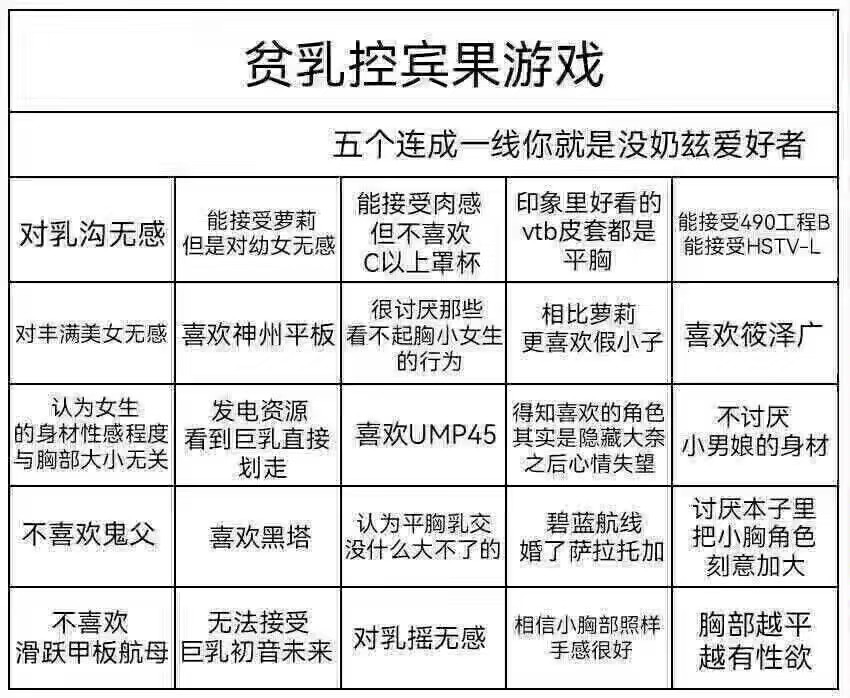 贫乳控宾果游戏
五个连成一线你就是没奶兹爱好者
对乳沟无感
能接受萝莉
但是对幼女无感
能接受肉感
但不喜欢
C以上罩杯
印象里好看的
vtb皮套都是
平胸
能接受490工程B
能接受HSTV-L
对丰满美女无感
喜欢神州平板
很讨厌那些
看不起胸小女生
的行为
相比萝莉
更喜欢假小子
喜欢筱泽广
认为女生
的身材性感程度
与胸部大小无关
发电资源
看到巨乳直接
划走
喜欢UMP45
得知喜欢的角色
其实是隐藏大奈
之后心情失望
不讨厌
小男娘的身材
不喜欢鬼父
喜欢黑塔
认为平胸乳交
没什么大不了的
碧蓝航线
婚了萨拉托加
讨厌本子里
把小胸角色
刻意加大
不喜欢
滑跃甲板航母
无法接受
巨乳初音未来
对乳摇无感
相信小胸部照样
手感很好
胸部越平
越有性欲